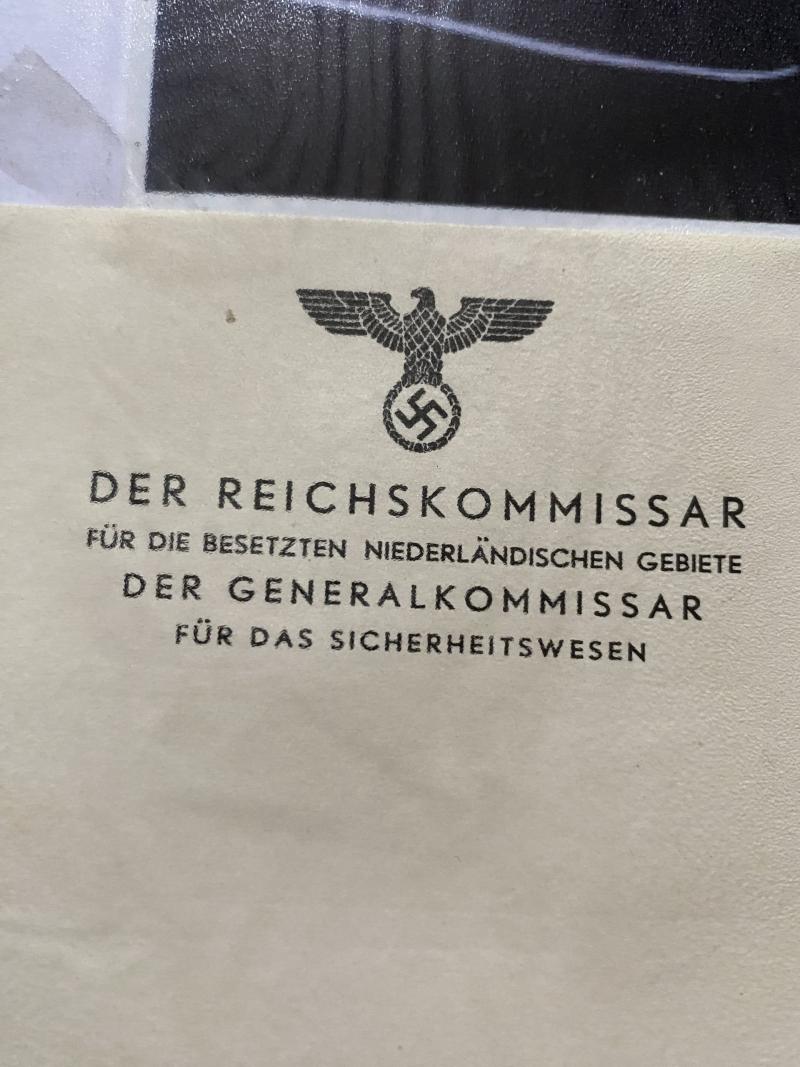 DER REICHSKOMMISSAR
FÜR DIE BESETZTEN NIEDERLÄNDISCHEN GEBIETE
DER GENERALKOMMISSAR
FÜR DAS SICHERHEITSWESEN